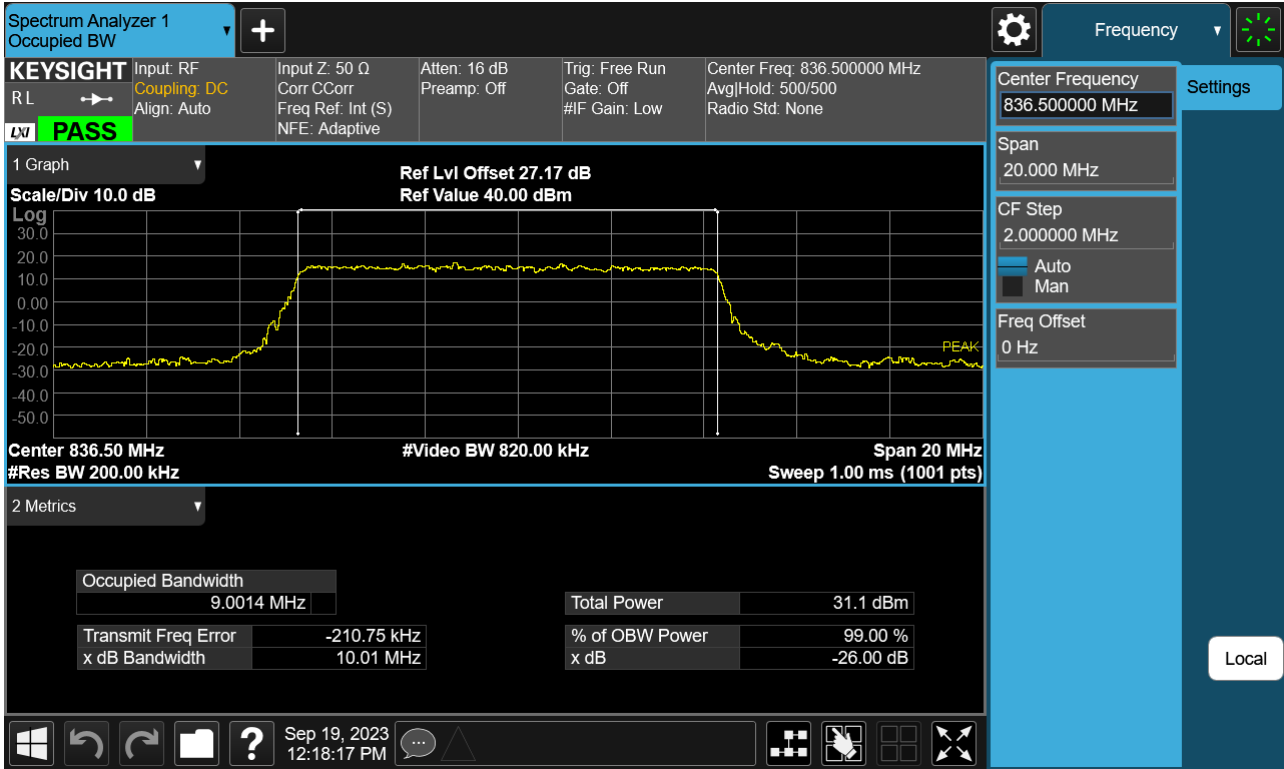 Spectrum Analyzer 1
Occupied BW
Frequency
KEYSIGHT
R L
LXI
PASS
Input: RF
Coupling: DC
Align: Auto
Input Z: 50 Ω
Corr CCorr
Freq Ref: Int (S)
NFE: Adaptive
Atten: 16 dB
Preamp: Off
Trig: Free Run
Gate: Off
#IF Gain: Low
Center Freq: 836.500000 MHz
Avg|Hold: 500/500
Radio Std: None
Center Frequency
836.500000 MHz
Settings
Span
20.000 MHz
CF Step
2.000000 MHz
Auto
Man
Freq Offset
0 Hz
Local
1 Graph
Scale/Div 10.0 dB
Ref Lvl Offset 27.17 dB
Ref Value 40.00 dBm
Log
30.0
20.0
10.0
0.00
-10.0
-20.0
-30.0
-40.0
-50.0
PEAK
Center 836.50 MHz
#Video BW 820.00 kHz
Span 20 MHz
#Res BW 200.00 kHz
Sweep 1.00 ms (1001 pts)
2 Metrics
Occupied Bandwidth
9.0014 MHz
Total Power 31.1 dBm
Transmit Freq Error -210.75 kHz
% of OBW Power 99.00 %
x dB Bandwidth 10.01 MHz
x dB -26.00 dB
?
Sep 19, 2023
12:18:17 PM